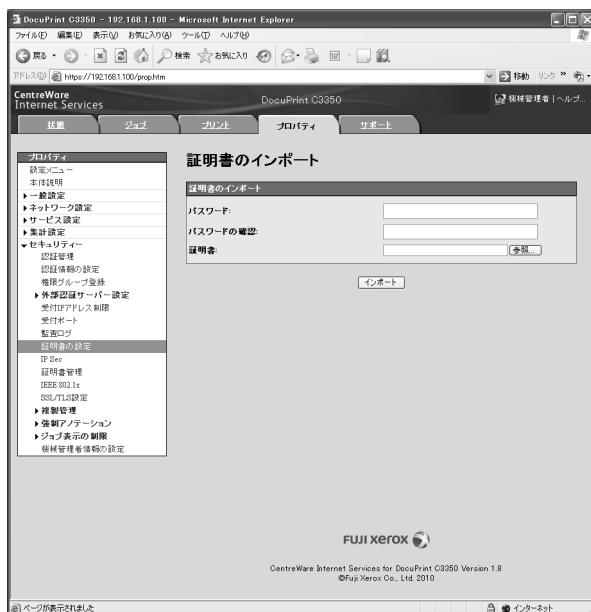 DocuPrint C3350 - 192.168.1.100 - Microsoft Internet Explorer
ファイル(F) 編集(E) 表示(V) お気に入り(A) ツール(T) ヘルプ(H)
戻る 検索 お気に入り
アドレス(D) https://192.168.1.100/prop.htm 移動 リンク »
CentreWare
Internet Services
DocuPrint C3350
機械管理者 | ヘルプ...
状態 ジョブ プリント プロパティ サポート
プロパティ
設定メニュー
本体説明
一般設定
ネットワーク設定
サービス設定
集計設定
セキュリティー
認証管理
認証情報の設定
権限グループ登録
外部認証サーバー設定
受付IPアドレス制限
受付ポート
監査ログ
証明書の設定
IP Sec
証明書管理
IEEE 802.1x
SSL/TLS設定
複製管理
強制アノテーション
ジョブ表示の制限
機械管理者情報の設定
証明書のインポート
証明書のインポート
パスワード:
パスワードの確認:
証明書: 参照...
インポート
FUJI XEROX
CentreWare Internet Services for DocuPrint C3350 Version 1.8
©Fuji Xerox Co., Ltd. 2010
ページが表示されました インターネット